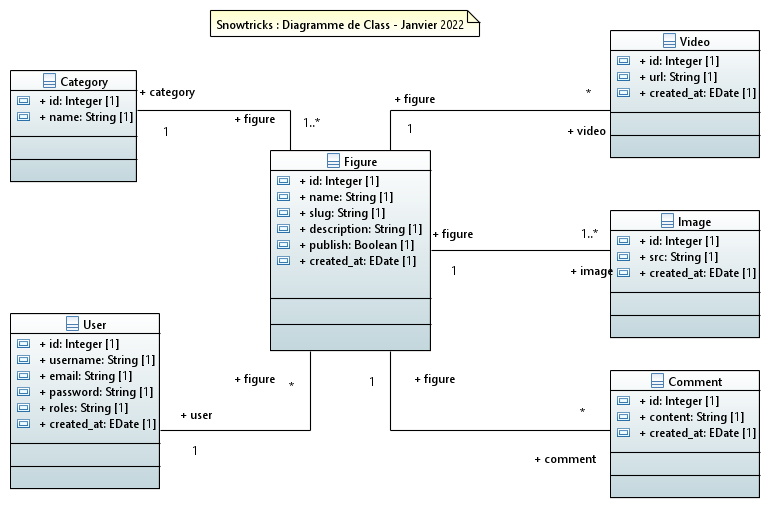 Snowtricks : Diagramme de Class - Janvier 2022
Category
+ id: Integer [1]
+ name: String [1]
+ category
1
+ figure
1..*
Video
+ id: Integer [1]
+ url: String [1]
+ created_at: EDate [1]
+ figure
1
*
+ video
Figure
+ id: Integer [1]
+ name: String [1]
+ slug: String [1]
+ description: String [1]
+ publish: Boolean [1]
+ created_at: EDate [1]
+ figure
1
1..*
+ image
Image
+ id: Integer [1]
+ src: String [1]
+ created_at: EDate [1]
User
+ id: Integer [1]
+ username: String [1]
+ email: String [1]
+ password: String [1]
+ roles: String [1]
+ created_at: EDate [1]
+ figure
*
+ user
1
1
+ figure
*
+ comment
Comment
+ id: Integer [1]
+ content: String [1]
+ created_at: EDate [1]